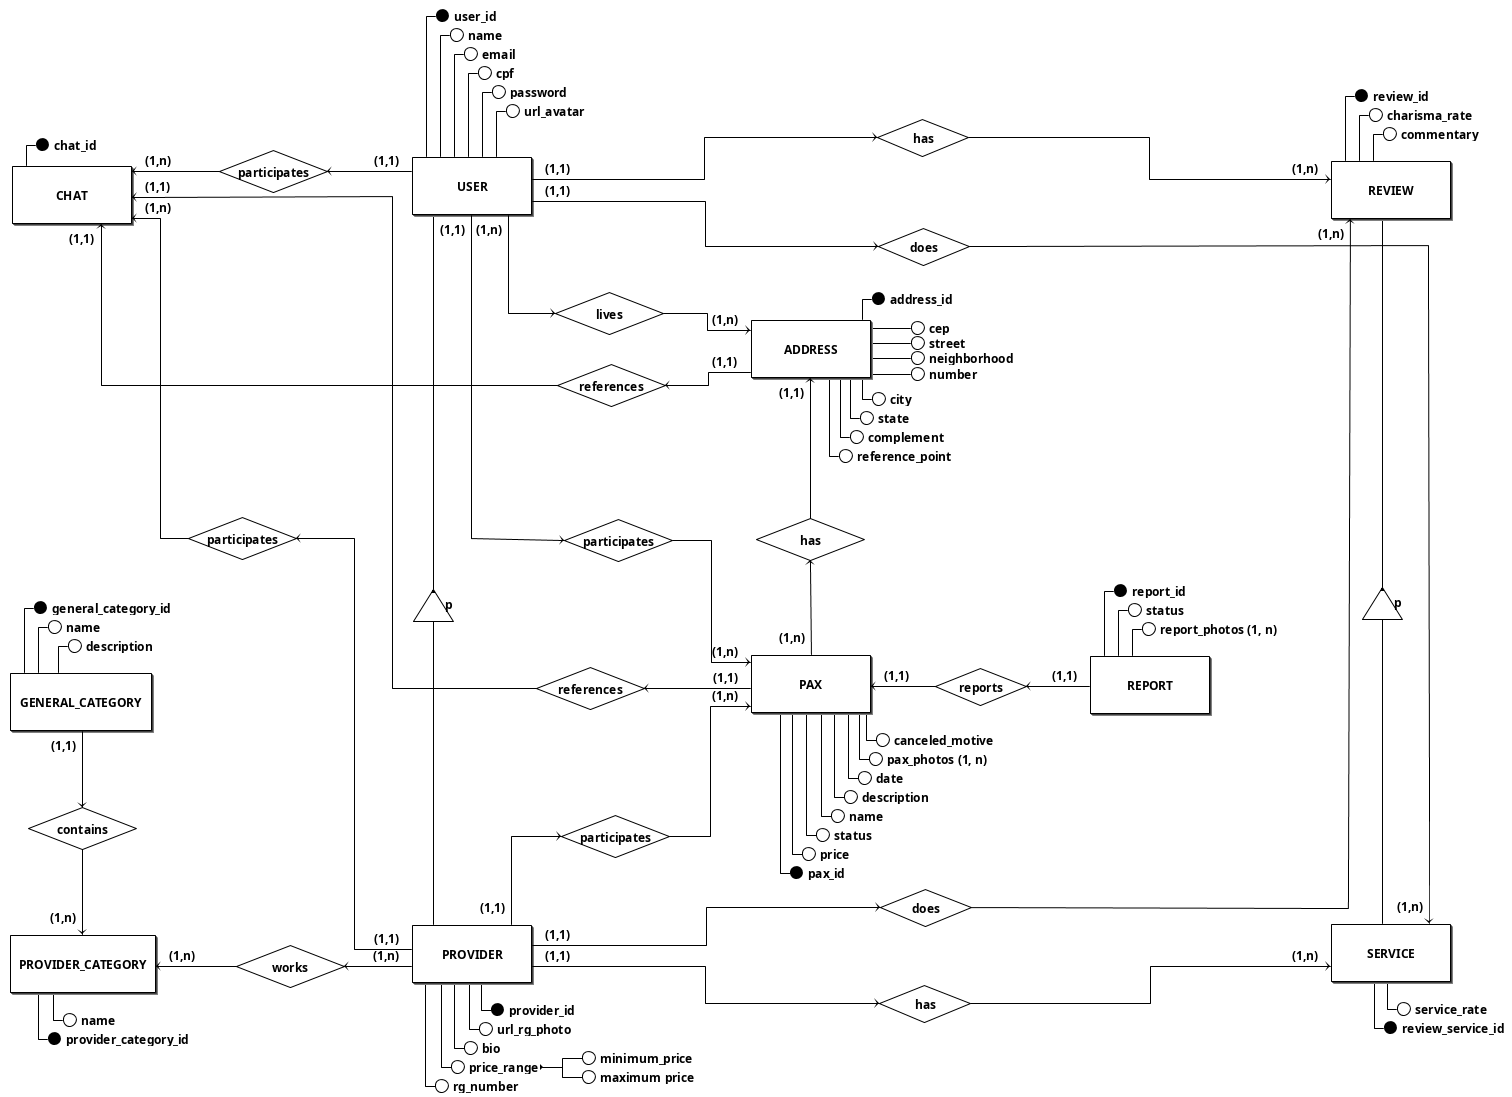 user_id
name
email
cpf
password
url_avatar
review_id
charisma_rate
commentary
chat_id
(1,n)
participates
(1,1)
CHAT
(1,1)
(1,n)
(1,1)
USER
(1,1)
(1,1)
(1,1)
(1,n)
has
(1,n)
REVIEW
(1,n)
does
lives
(1,n)
address_id
ADDRESS
cep
street
neighborhood
number
references
(1,1)
(1,1)
city
state
complement
reference_point
participates
participates
has
(1,n)
p
general_category_id
name
description
GENERAL_CATEGORY
(1,1)
report_id
status
report_photos (1, n)
p
(1,n)
references
(1,1)
(1,n)
PAX
(1,1)
reports
(1,1)
REPORT
canceled_motive
pax_photos (1, n)
date
description
name
status
price
pax_id
contains
participates
(1,n)
(1,1)
does
(1,n)
PROVIDER_CATEGORY
(1,n)
works
(1,1)
(1,n)
PROVIDER
(1,1)
(1,1)
has
(1,n)
SERVICE
name
provider_category_id
provider_id
url_rg_photo
bio
price_range
minimum_price
maximum price
rg_number
service_rate
review_service_id